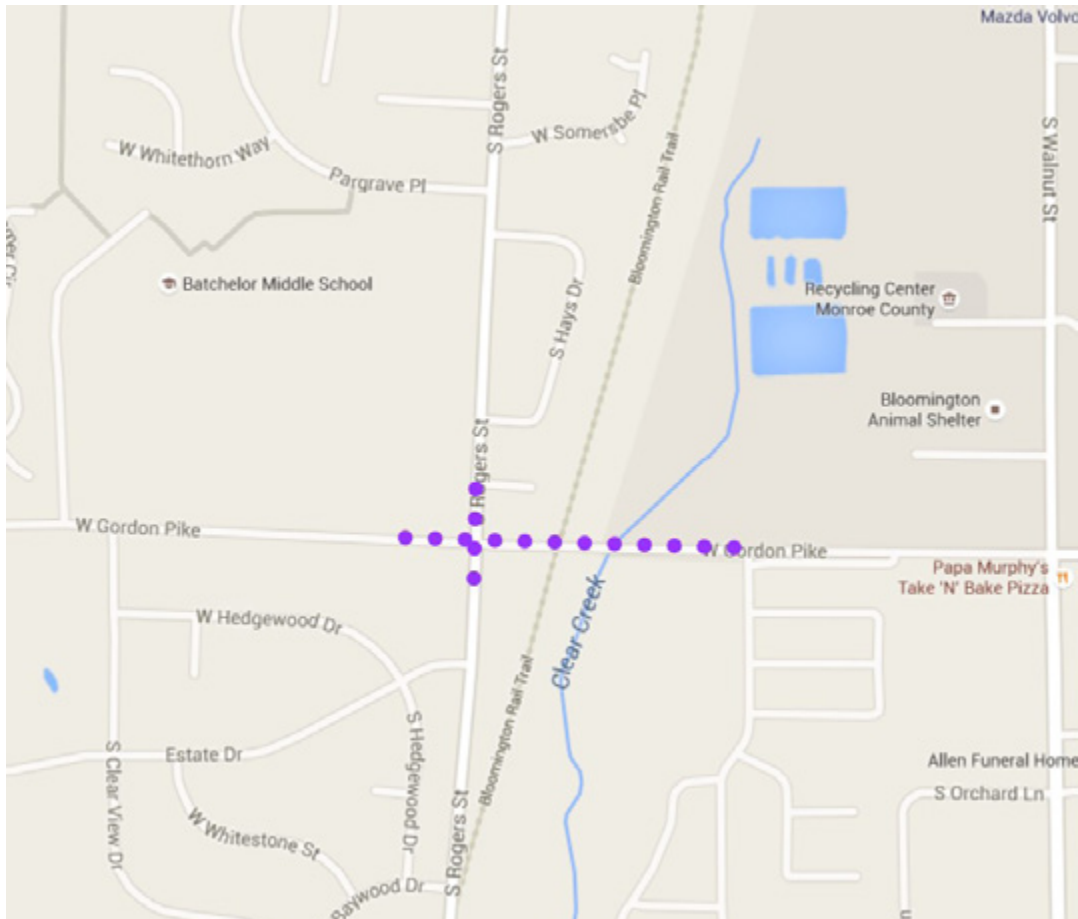 Mazda Volvo
S Rogers St
W Somersbe Pl
W Whitethorn Way
Pargrave Pl
Bloomington Rail Trail
S Walnut St
Batchelor Middle School
Recycling Center
Monroe County
S Hays Dr
Bloomington
Animal Shelter
Rogers St
W Gordon Pike
W Gordon Pike
Papa Murphy's
Take 'N' Bake Pizza
Clear Creek
W Hedgewood Dr
Bloomington Rail Trail
S Hedgewood Dr
Estate Dr
S Clear View Dr
Allen Funeral Home
S Orchard Ln
W Whitestone St
S Rogers St
Baywood Dr